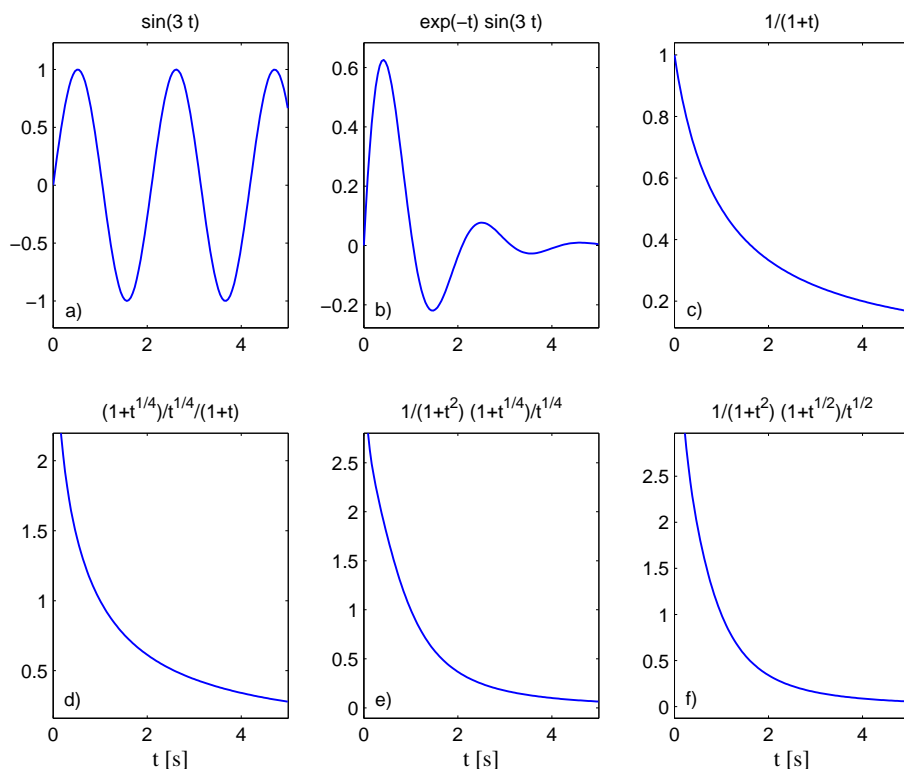 sin(3 t)
1
0.5
0
−0.5
−1
a)
0 2 4
exp(−t) sin(3 t)
0.6
0.4
0.2
0
−0.2
b)
0 2 4
1/(1+t)
1
0.8
0.6
0.4
0.2
c)
0 2 4
(1+t^{1/4})/t^{1/4}/(1+t)
2
1.5
1
0.5
d)
0 2 4
t [s]
1/(1+t^2) (1+t^{1/4})/t^{1/4}
2.5
2
1.5
1
0.5
0
e)
0 2 4
t [s]
1/(1+t^2) (1+t^{1/2})/t^{1/2}
2.5
2
1.5
1
0.5
0
f)
0 2 4
t [s]